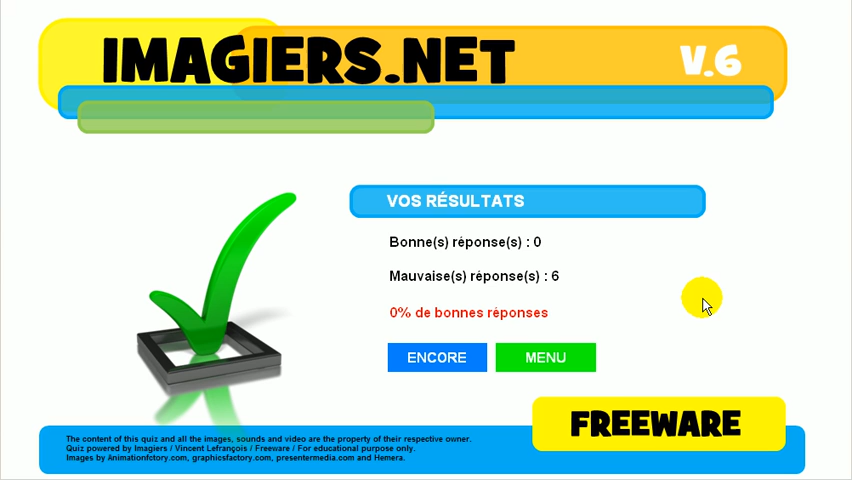 IMAGIERS.NET
V.6
VOS RÉSULTATS
Bonne(s) réponse(s) : 0
Mauvaise(s) réponse(s) : 6
0% de bonnes réponses
ENCORE
MENU
FREEWARE
The content of this quiz and all the images, sounds and video are the property of their respective owner.
Quiz powered by Imagiers / Vincent Lefrançois / Freeware / For educational purpose only.
Images by Animationfctory.com, graphicsfactory.com, presentermedia.com and Hemera.